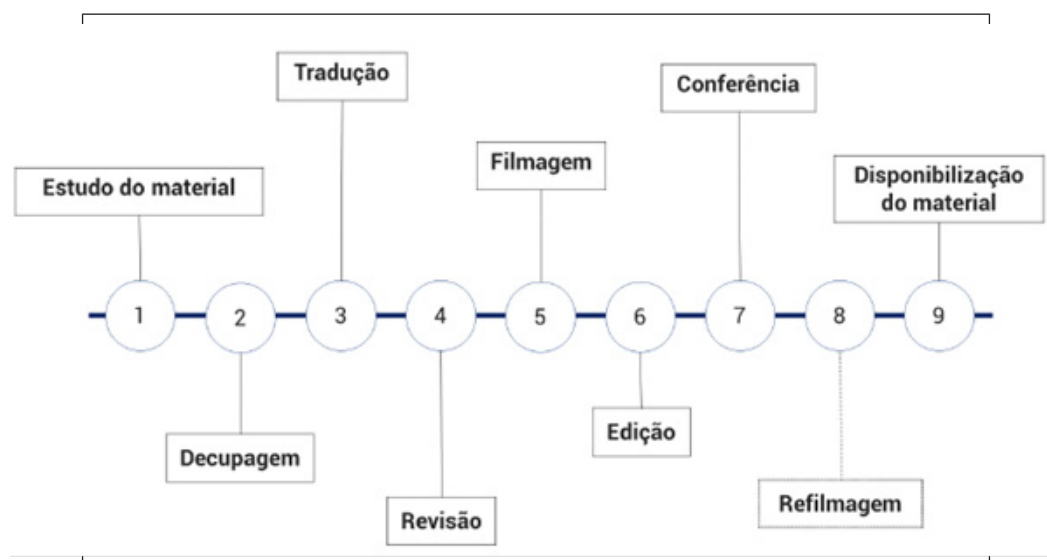 Tradução
Conferência
Filmagem
Estudo do material
Disponibilização
do material
1
2
3
4
5
6
7
8
9
Decupagem
Edição
Revisão
Refilmagem